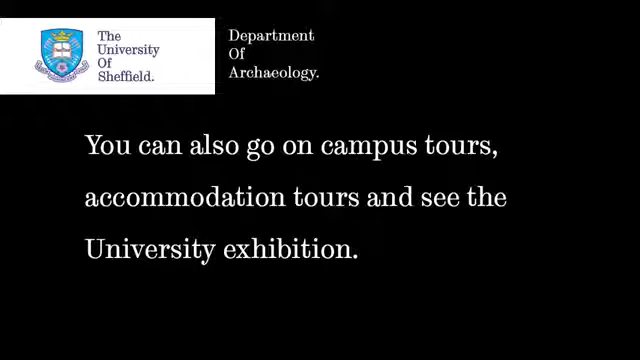 The
University
Of
Sheffield.
Department
Of
Archaeology.
You can also go on campus tours,
accommodation tours and see the
University exhibition.